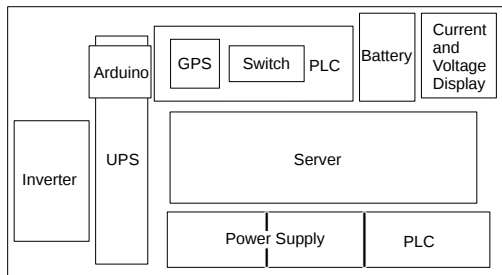 Arduino
GPS
Switch
PLC
Battery
Current
and
Voltage
Display
Inverter
UPS
Server
Power Supply
PLC